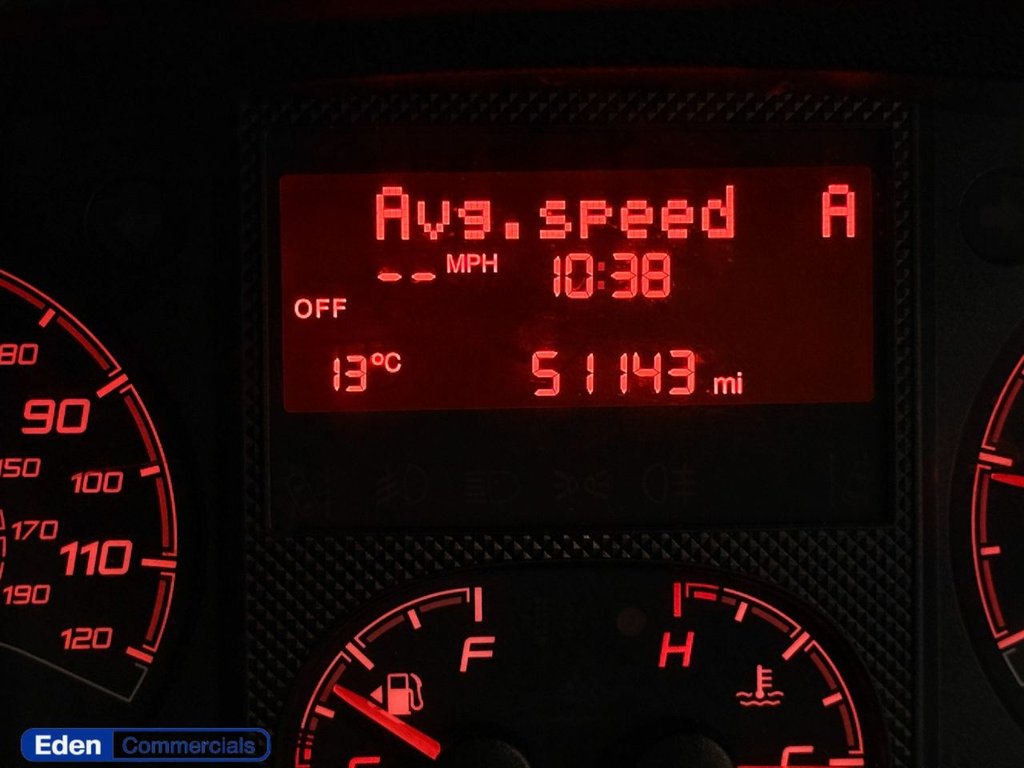 Avg.speed A
-- MPH 10:38
OFF
13°C 51143 mi
80
90
150 100
170 110
190
120
F H
E C
Eden Commercials